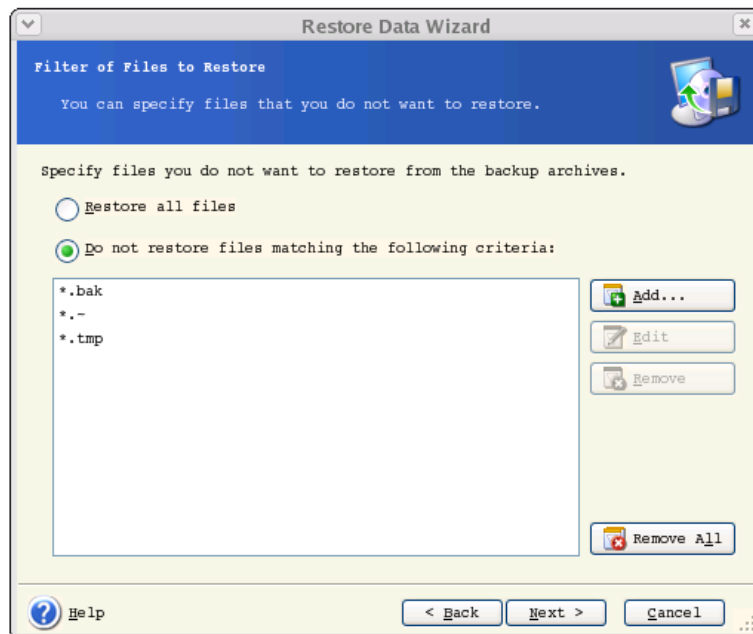 Restore Data Wizard
Filter of Files to Restore
You can specify files that you do not want to restore.
Specify files you do not want to restore from the backup archives.
Restore all files
Do not restore files matching the following criteria:
*.bak
*.~
*.tmp
Add...
Edit
Remove
Remove All
Help
< Back
Next >
Cancel